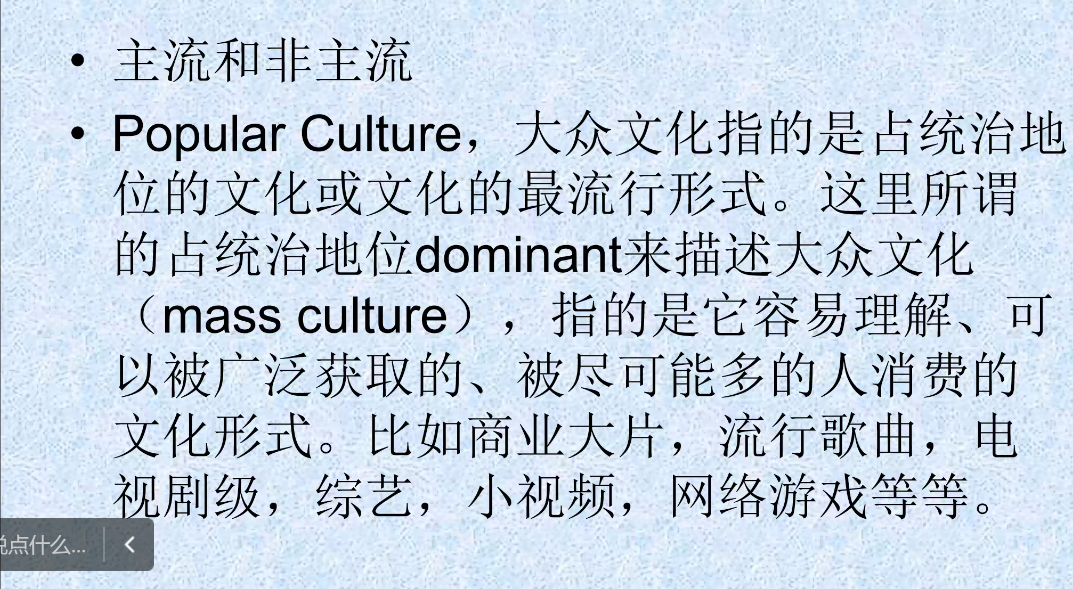 • 主流和非主流
• Popular Culture，大众文化指的是占统治地
位的文化或文化的最流行形式。这里所谓
的占统治地位dominant来描述大众文化
（mass culture），指的是它容易理解、可
以被广泛获取的、被尽可能多的人消费的
文化形式。比如商业大片，流行歌曲，电
视剧级，综艺，小视频，网络游戏等等。
说点什么...